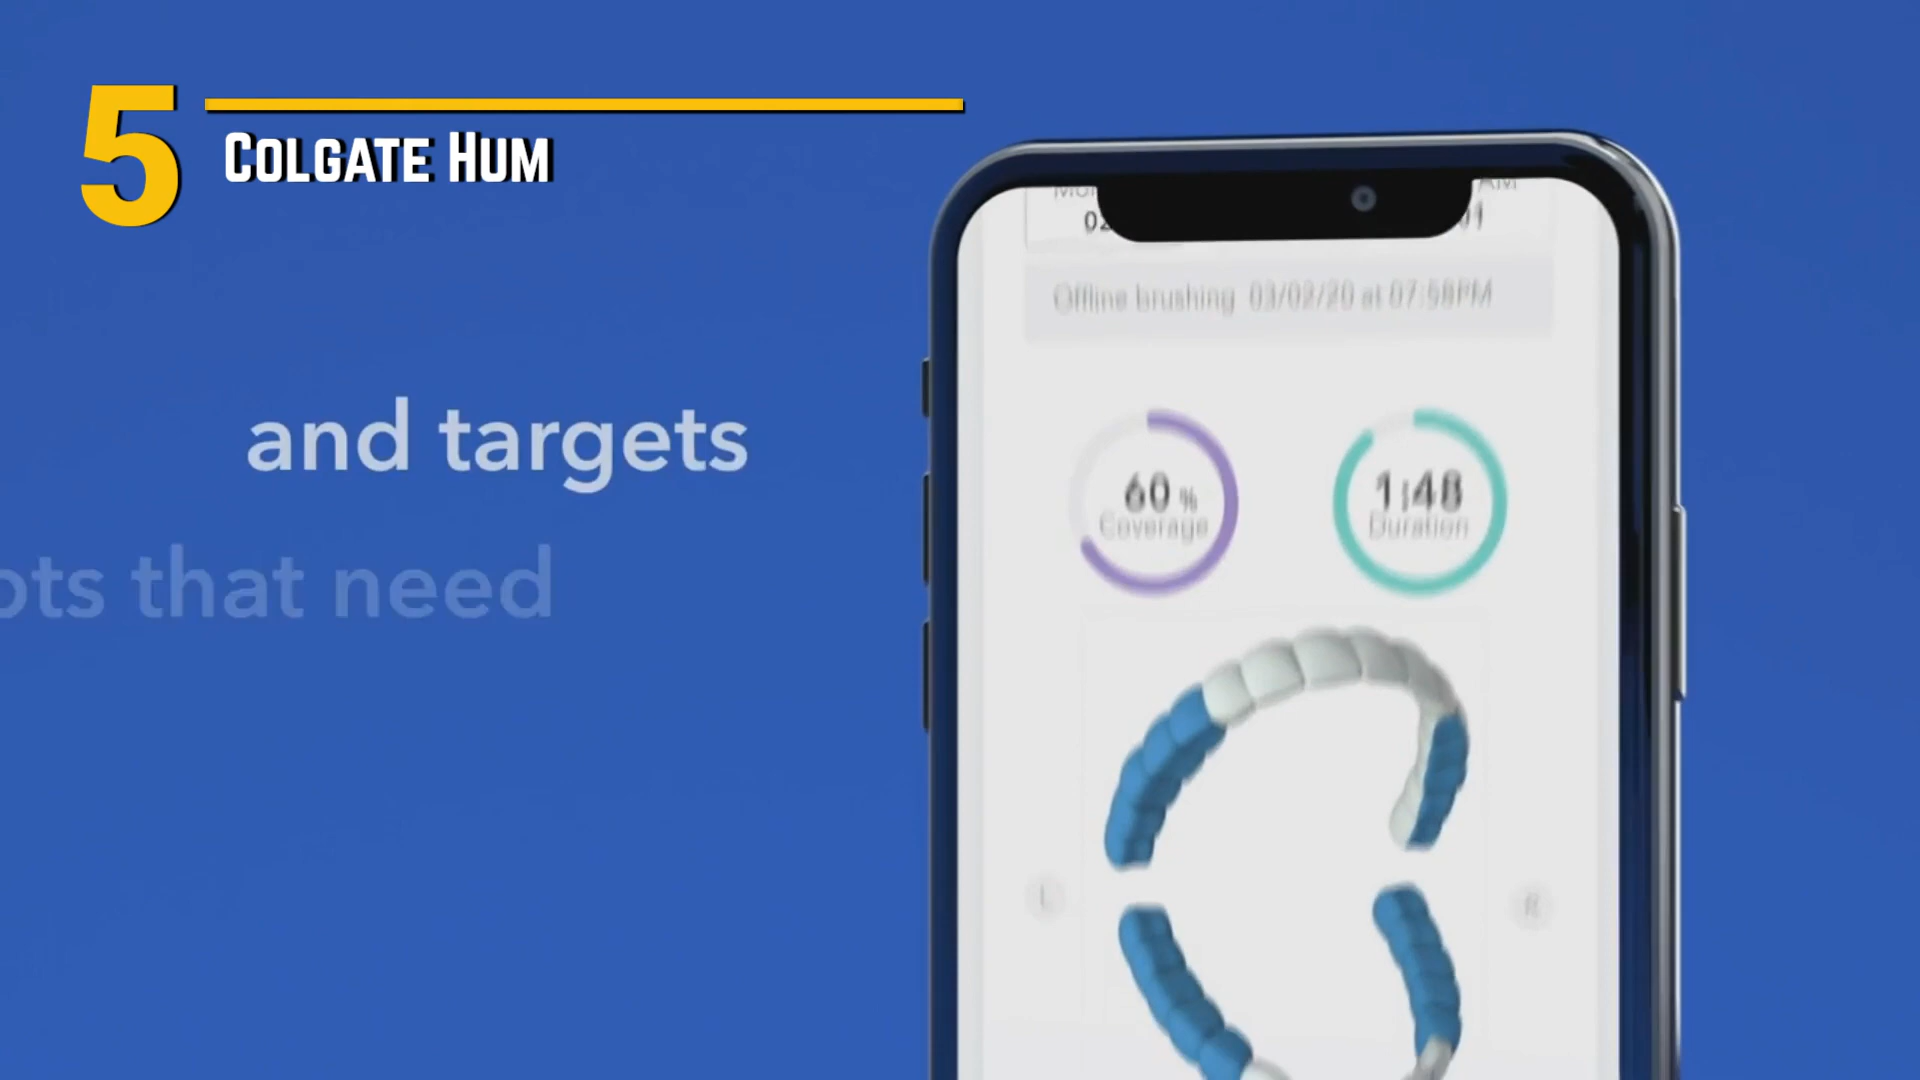 5
COLGATE HUM
and targets
that need
Offline brushing 03/02/20 at 07:58PM
60 %
Coverage
1:48
Duration
L
R